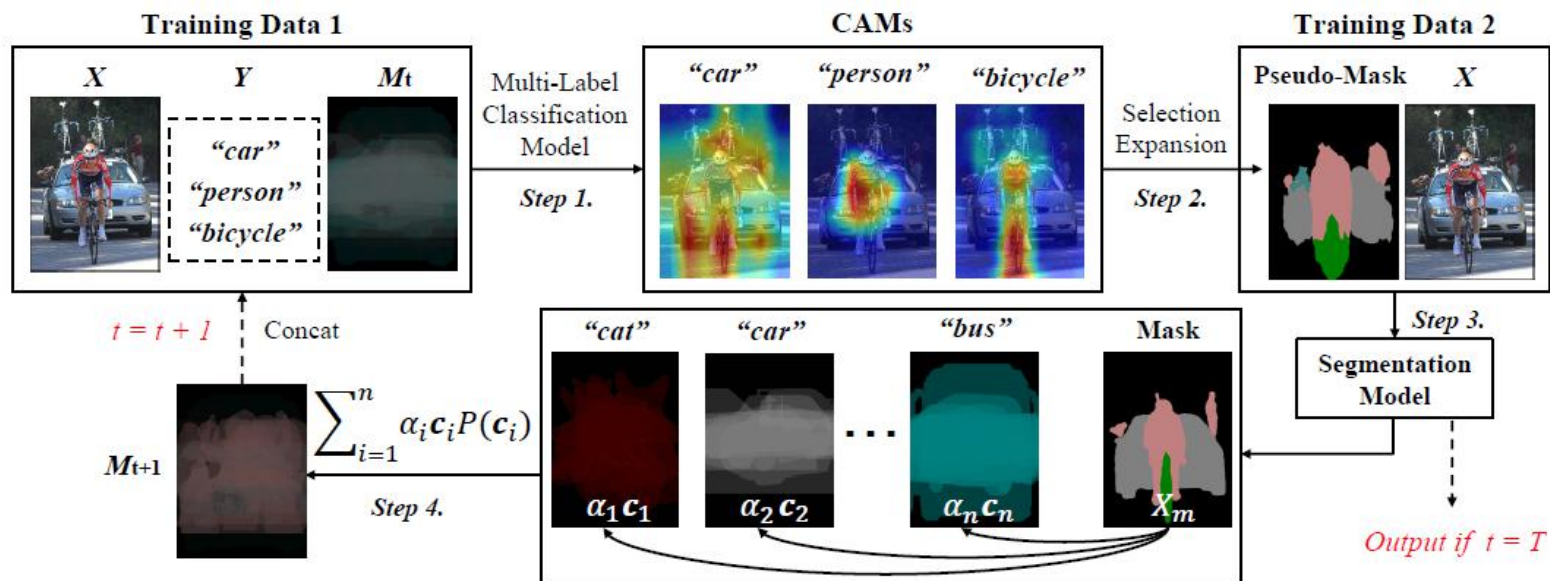 Training Data 1
CAMs
Training Data 2
X
Y
Mt
“car”
“person”
“bicycle”
Multi-Label
Classification
Model
Step 1.
“car”
“person”
“bicycle”
Selection
Expansion
Step 2.
Pseudo-Mask
X
Step 3.
Segmentation
Model
Output if t = T
“cat”
“car”
“bus”
Mask
...
α₁c₁
α₂c₂
αₙcₙ
Xₘ
∑ⁿᵢ₌₁ αᵢcᵢP(cᵢ)
Step 4.
Mt+1
t = t + 1
Concat